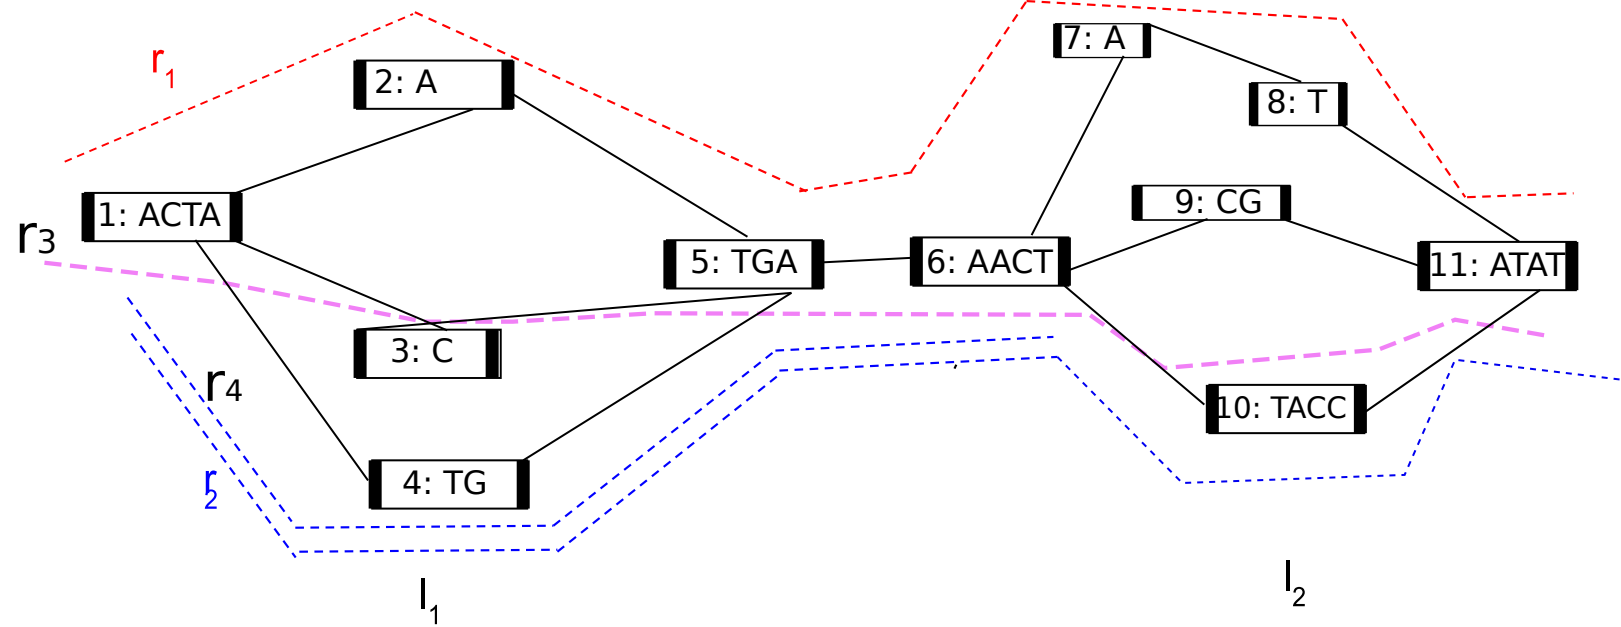 r1
7: A
2: A
8: T
1: ACTA
9: CG
r3
5: TGA
6: AACT
11: ATAT
3: C
r4
10: TACC
r2
4: TG
l1
l2